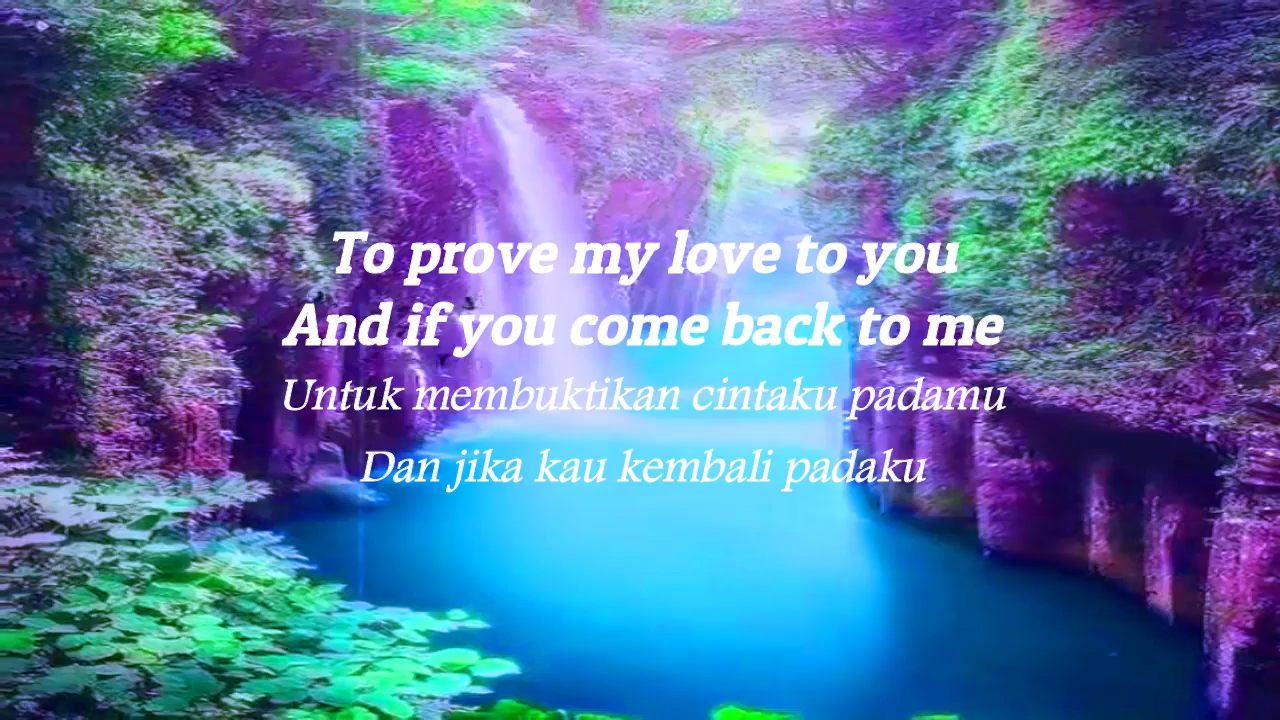 To prove my love to you
And if you come back to me
Untuk membuktikan cintaku padamu
Dan jika kau kembali padaku